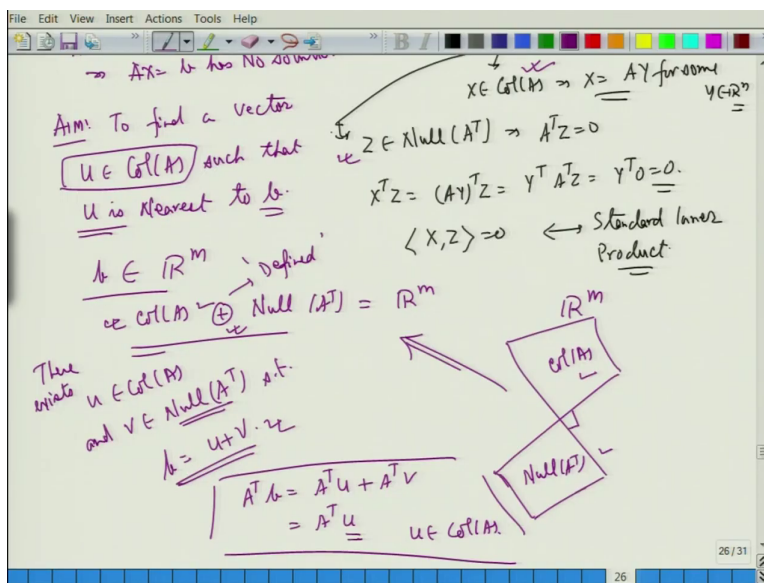 File Edit View Insert Actions Tools Help
⇒ AX = b has No solution
AIM: To find a vector
u ∈ Col(A) such that
u is Nearest to b.
b ∈ ℝᵐ
'Defined'
Col(A) ⊕ Null(Aᵀ) = ℝᵐ
There exists u ∈ Col(A)
and v ∈ Null(Aᵀ) s.t.
b = u+v.
Aᵀb = Aᵀu + Aᵀv
= Aᵀu u ∈ Col(A).
X ∈ Col(A) ⇒ X = AY for some
Y ∈ ℝⁿ
Z ∈ Null(Aᵀ) ⇒ AᵀZ = 0
XᵀZ = (AY)ᵀZ = YᵀAᵀZ = Yᵀ0 = 0.
⟨X, Z⟩ = 0 ⟷ Standard Inner
Product.
ℝᵐ
Col(A)
Null(Aᵀ)
26 / 31
26